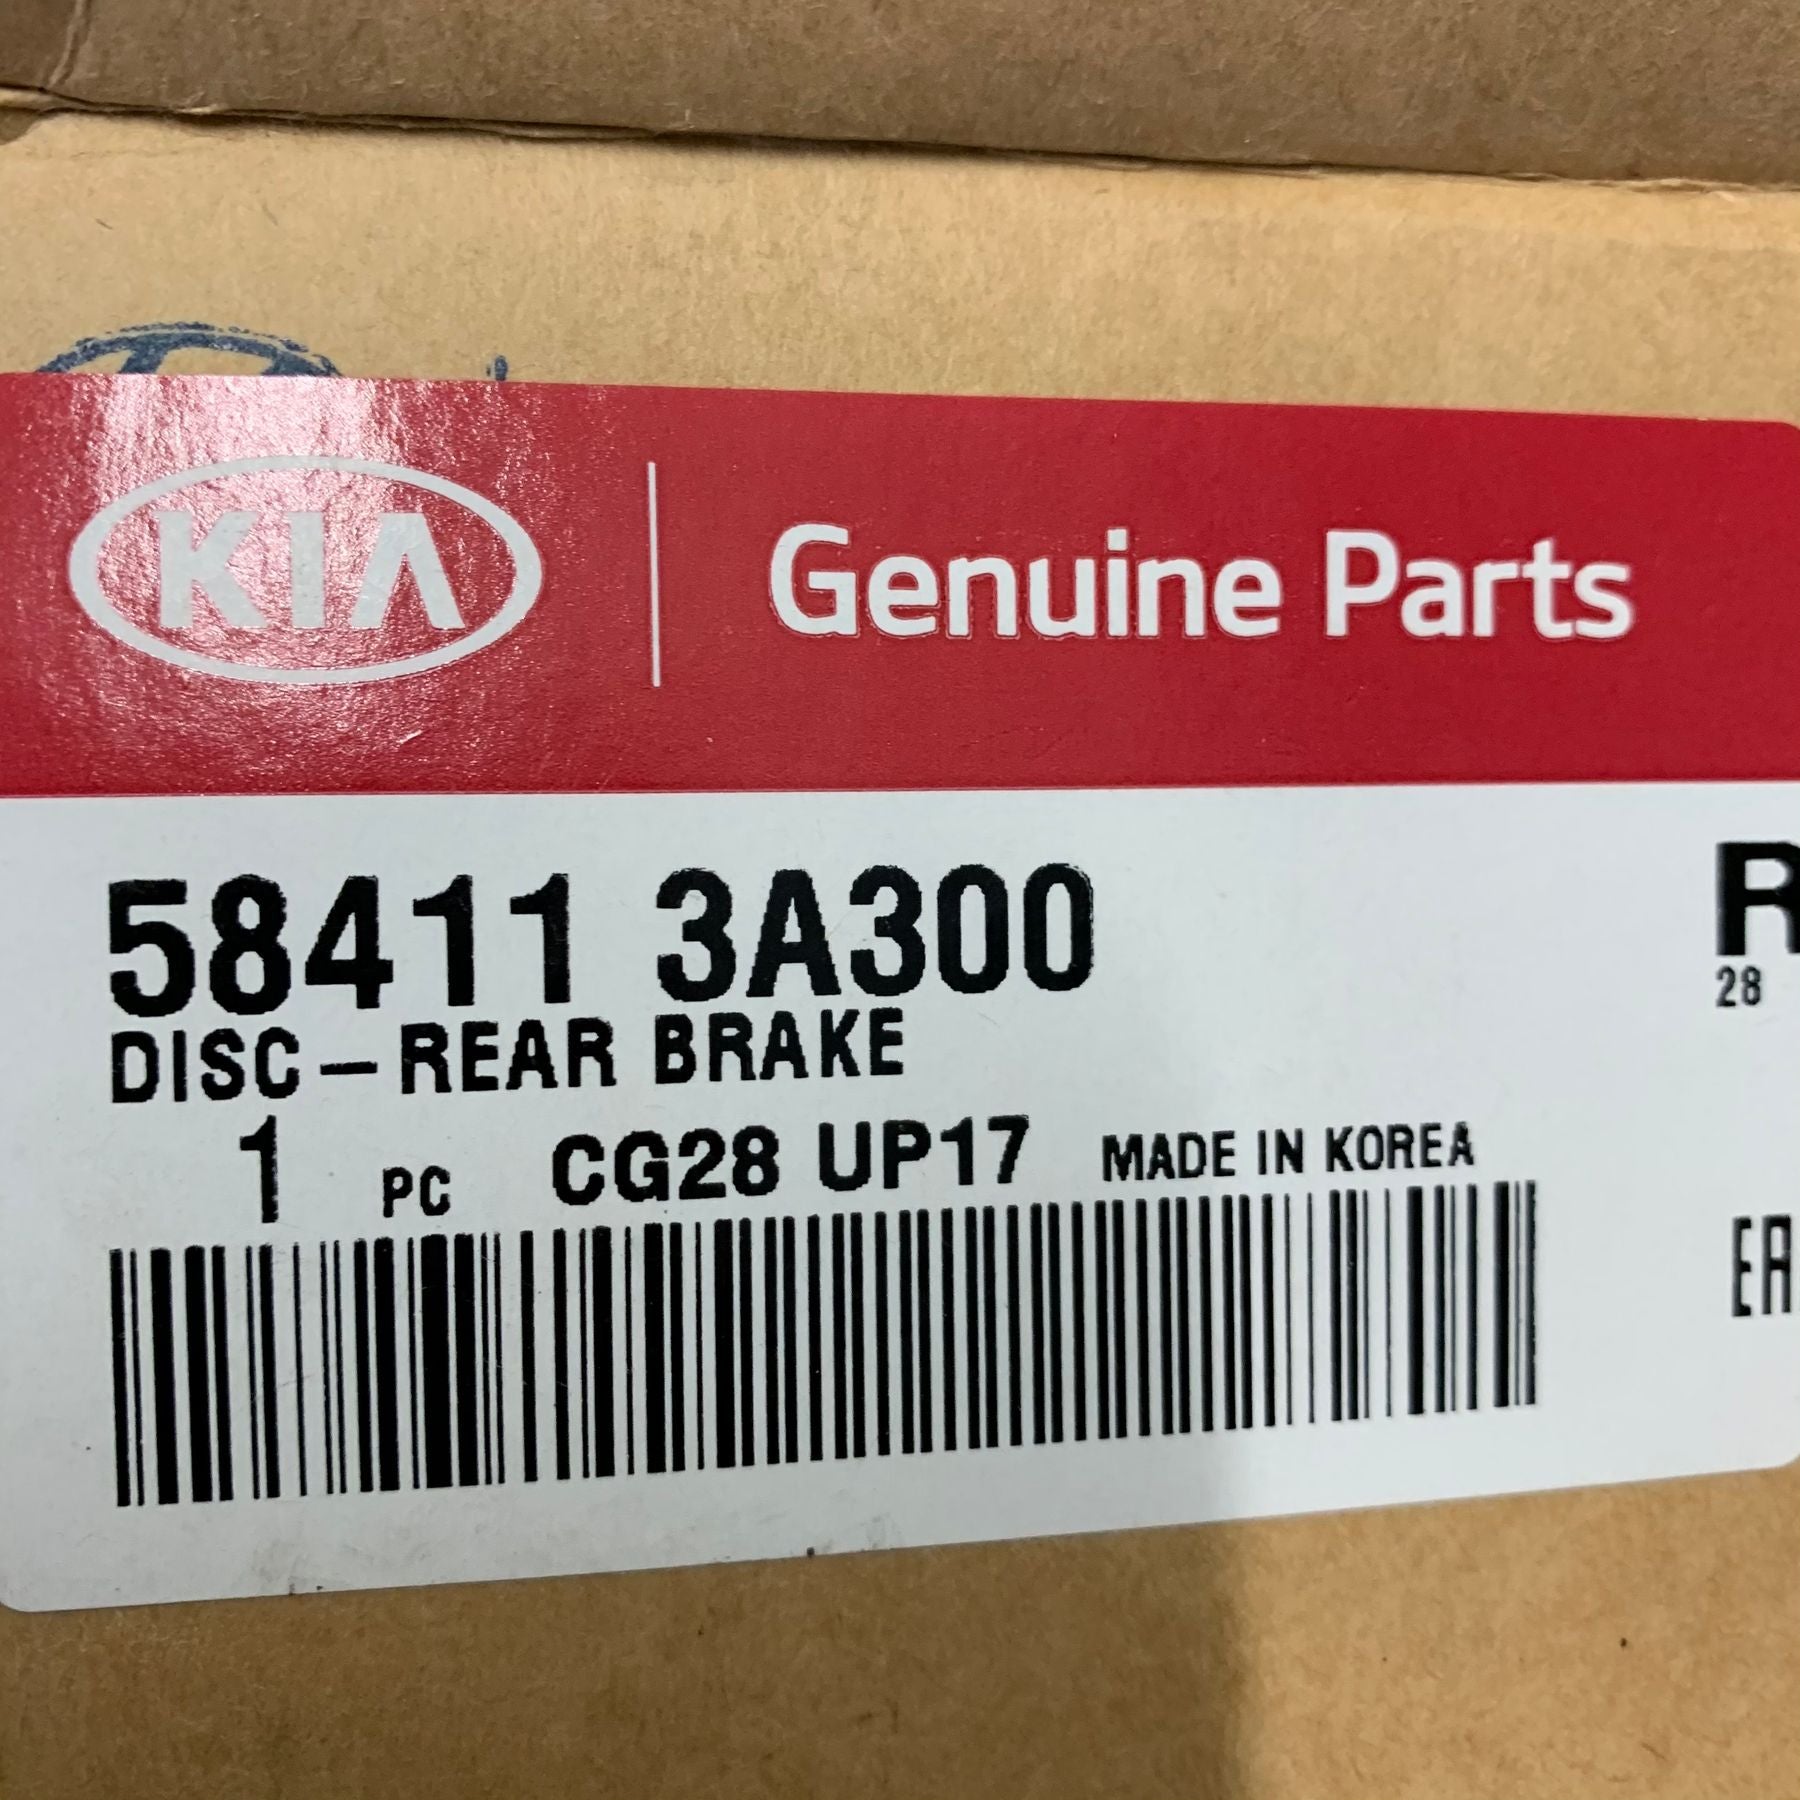 KIA Genuine Parts
58411 3A300 R
28
DISC-REAR BRAKE
1 PC CG28 UP17 MADE IN KOREA